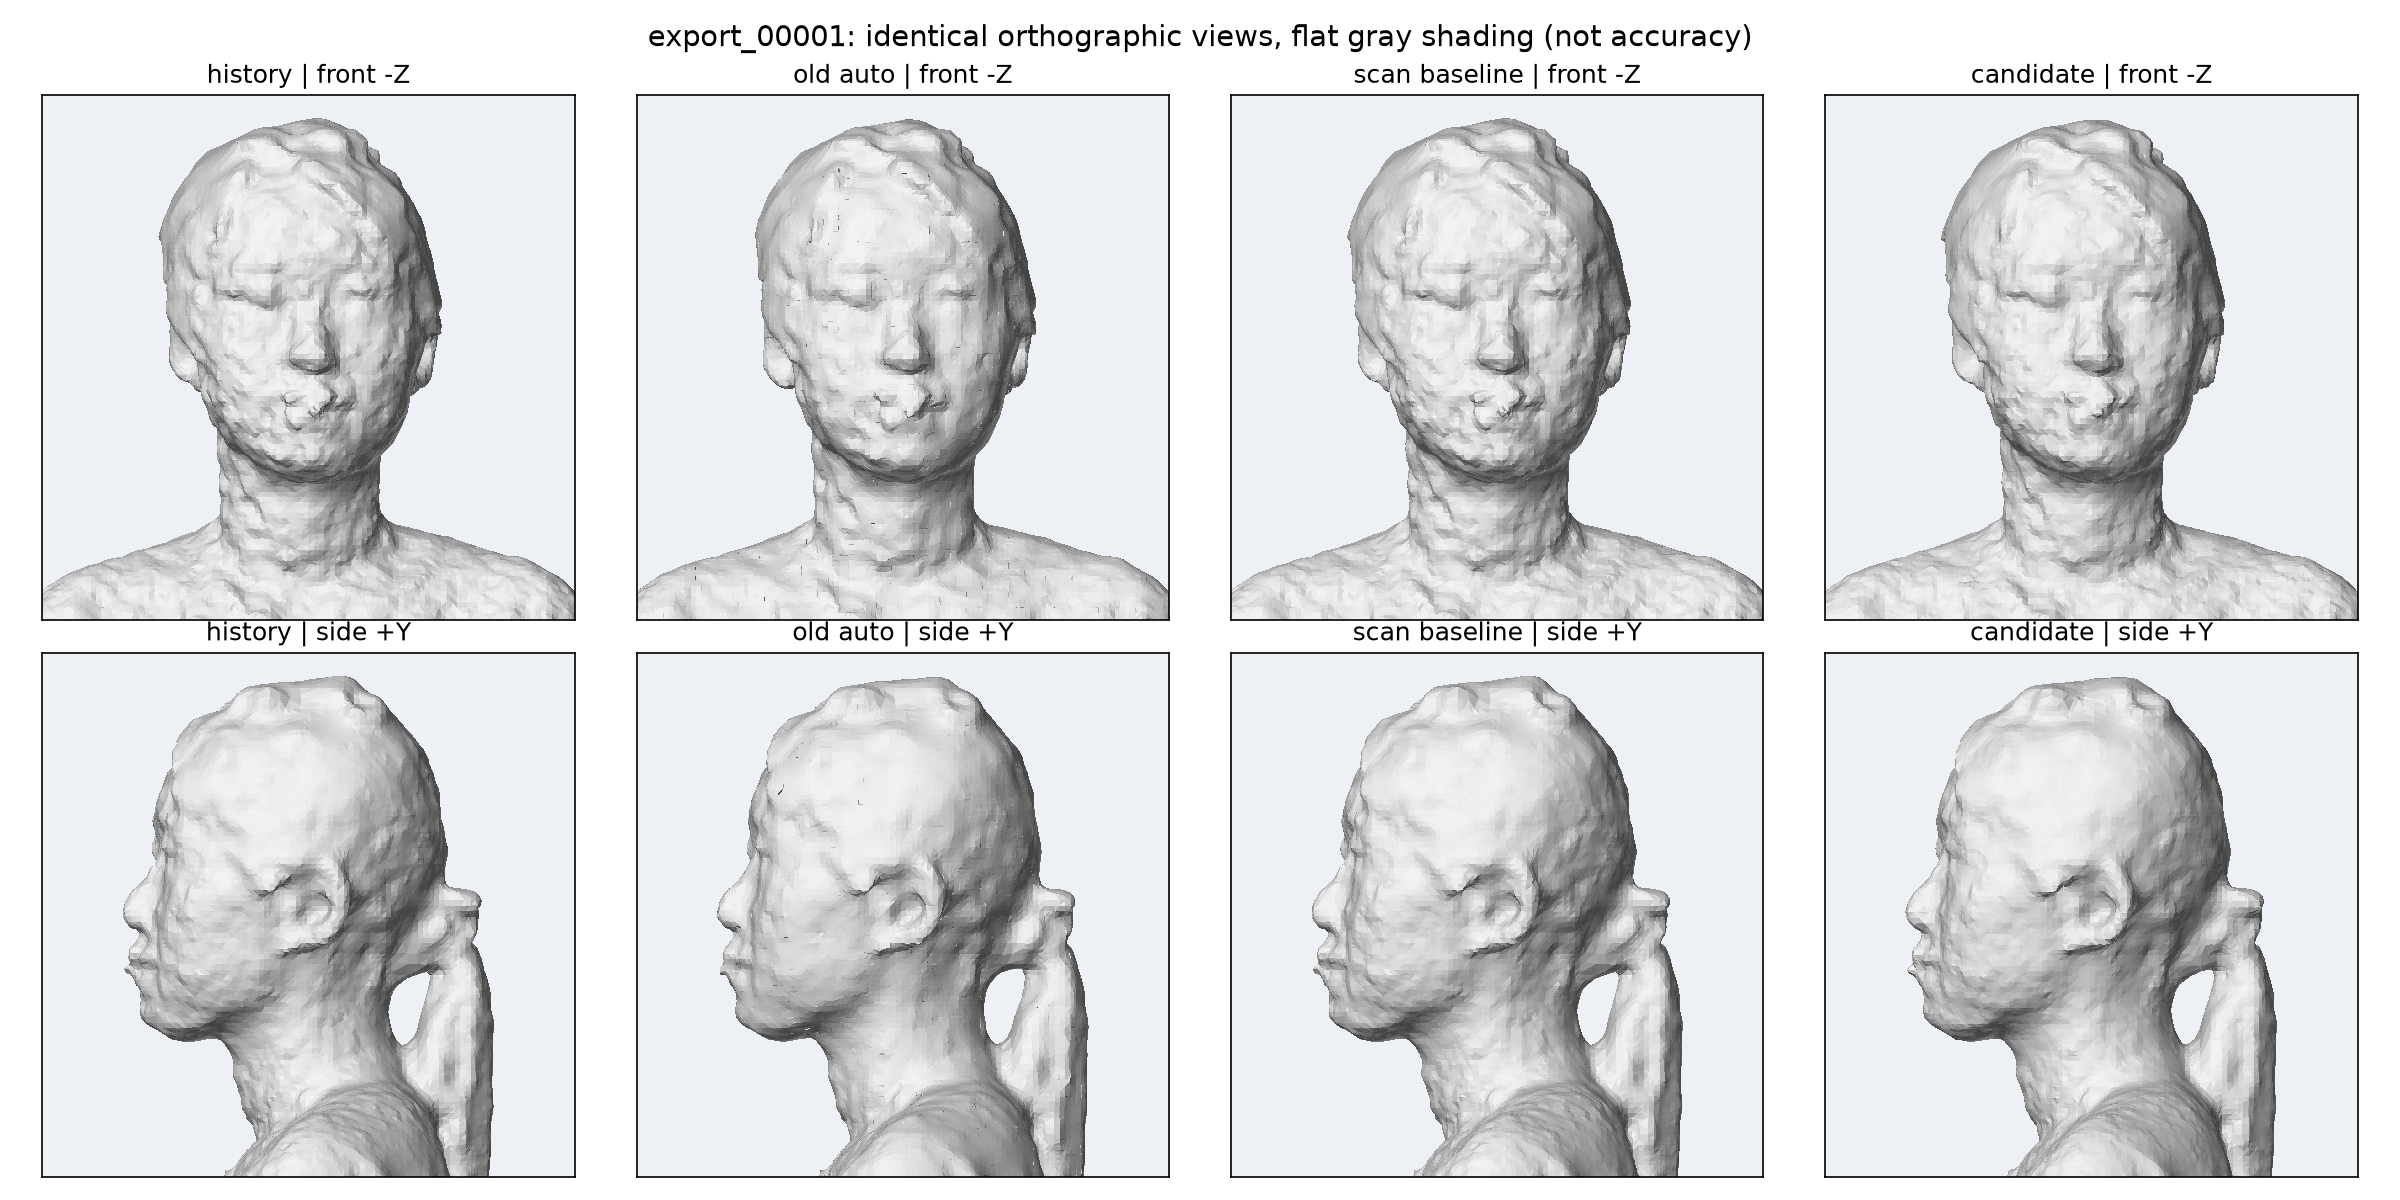 export_00001: identical orthographic views, flat gray shading (not accuracy)
history | front -Z
old auto | front -Z
scan baseline | front -Z
candidate | front -Z
history | side +Y
old auto | side +Y
scan baseline | side +Y
candidate | side +Y